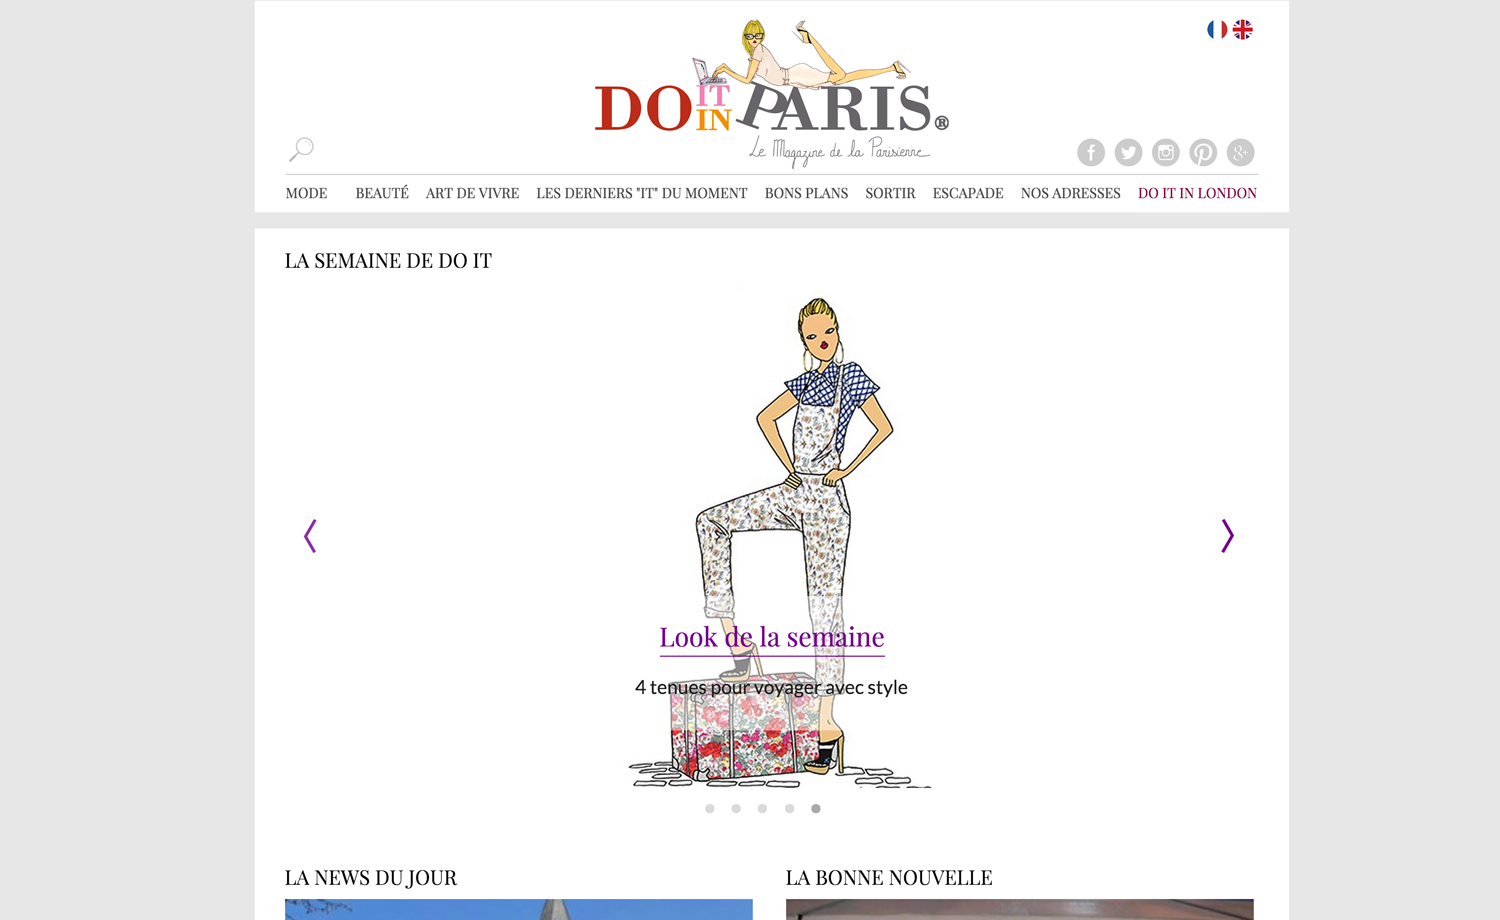 DO IT IN PARIS®
Le Magazine de la Parisienne
MODE BEAUTÉ ART DE VIVRE LES DERNIERS "IT" DU MOMENT BONS PLANS SORTIR ESCAPADE NOS ADRESSES DO IT IN LONDON
LA SEMAINE DE DO IT
Look de la semaine
4 tenues pour voyager avec style
LA NEWS DU JOUR
LA BONNE NOUVELLE